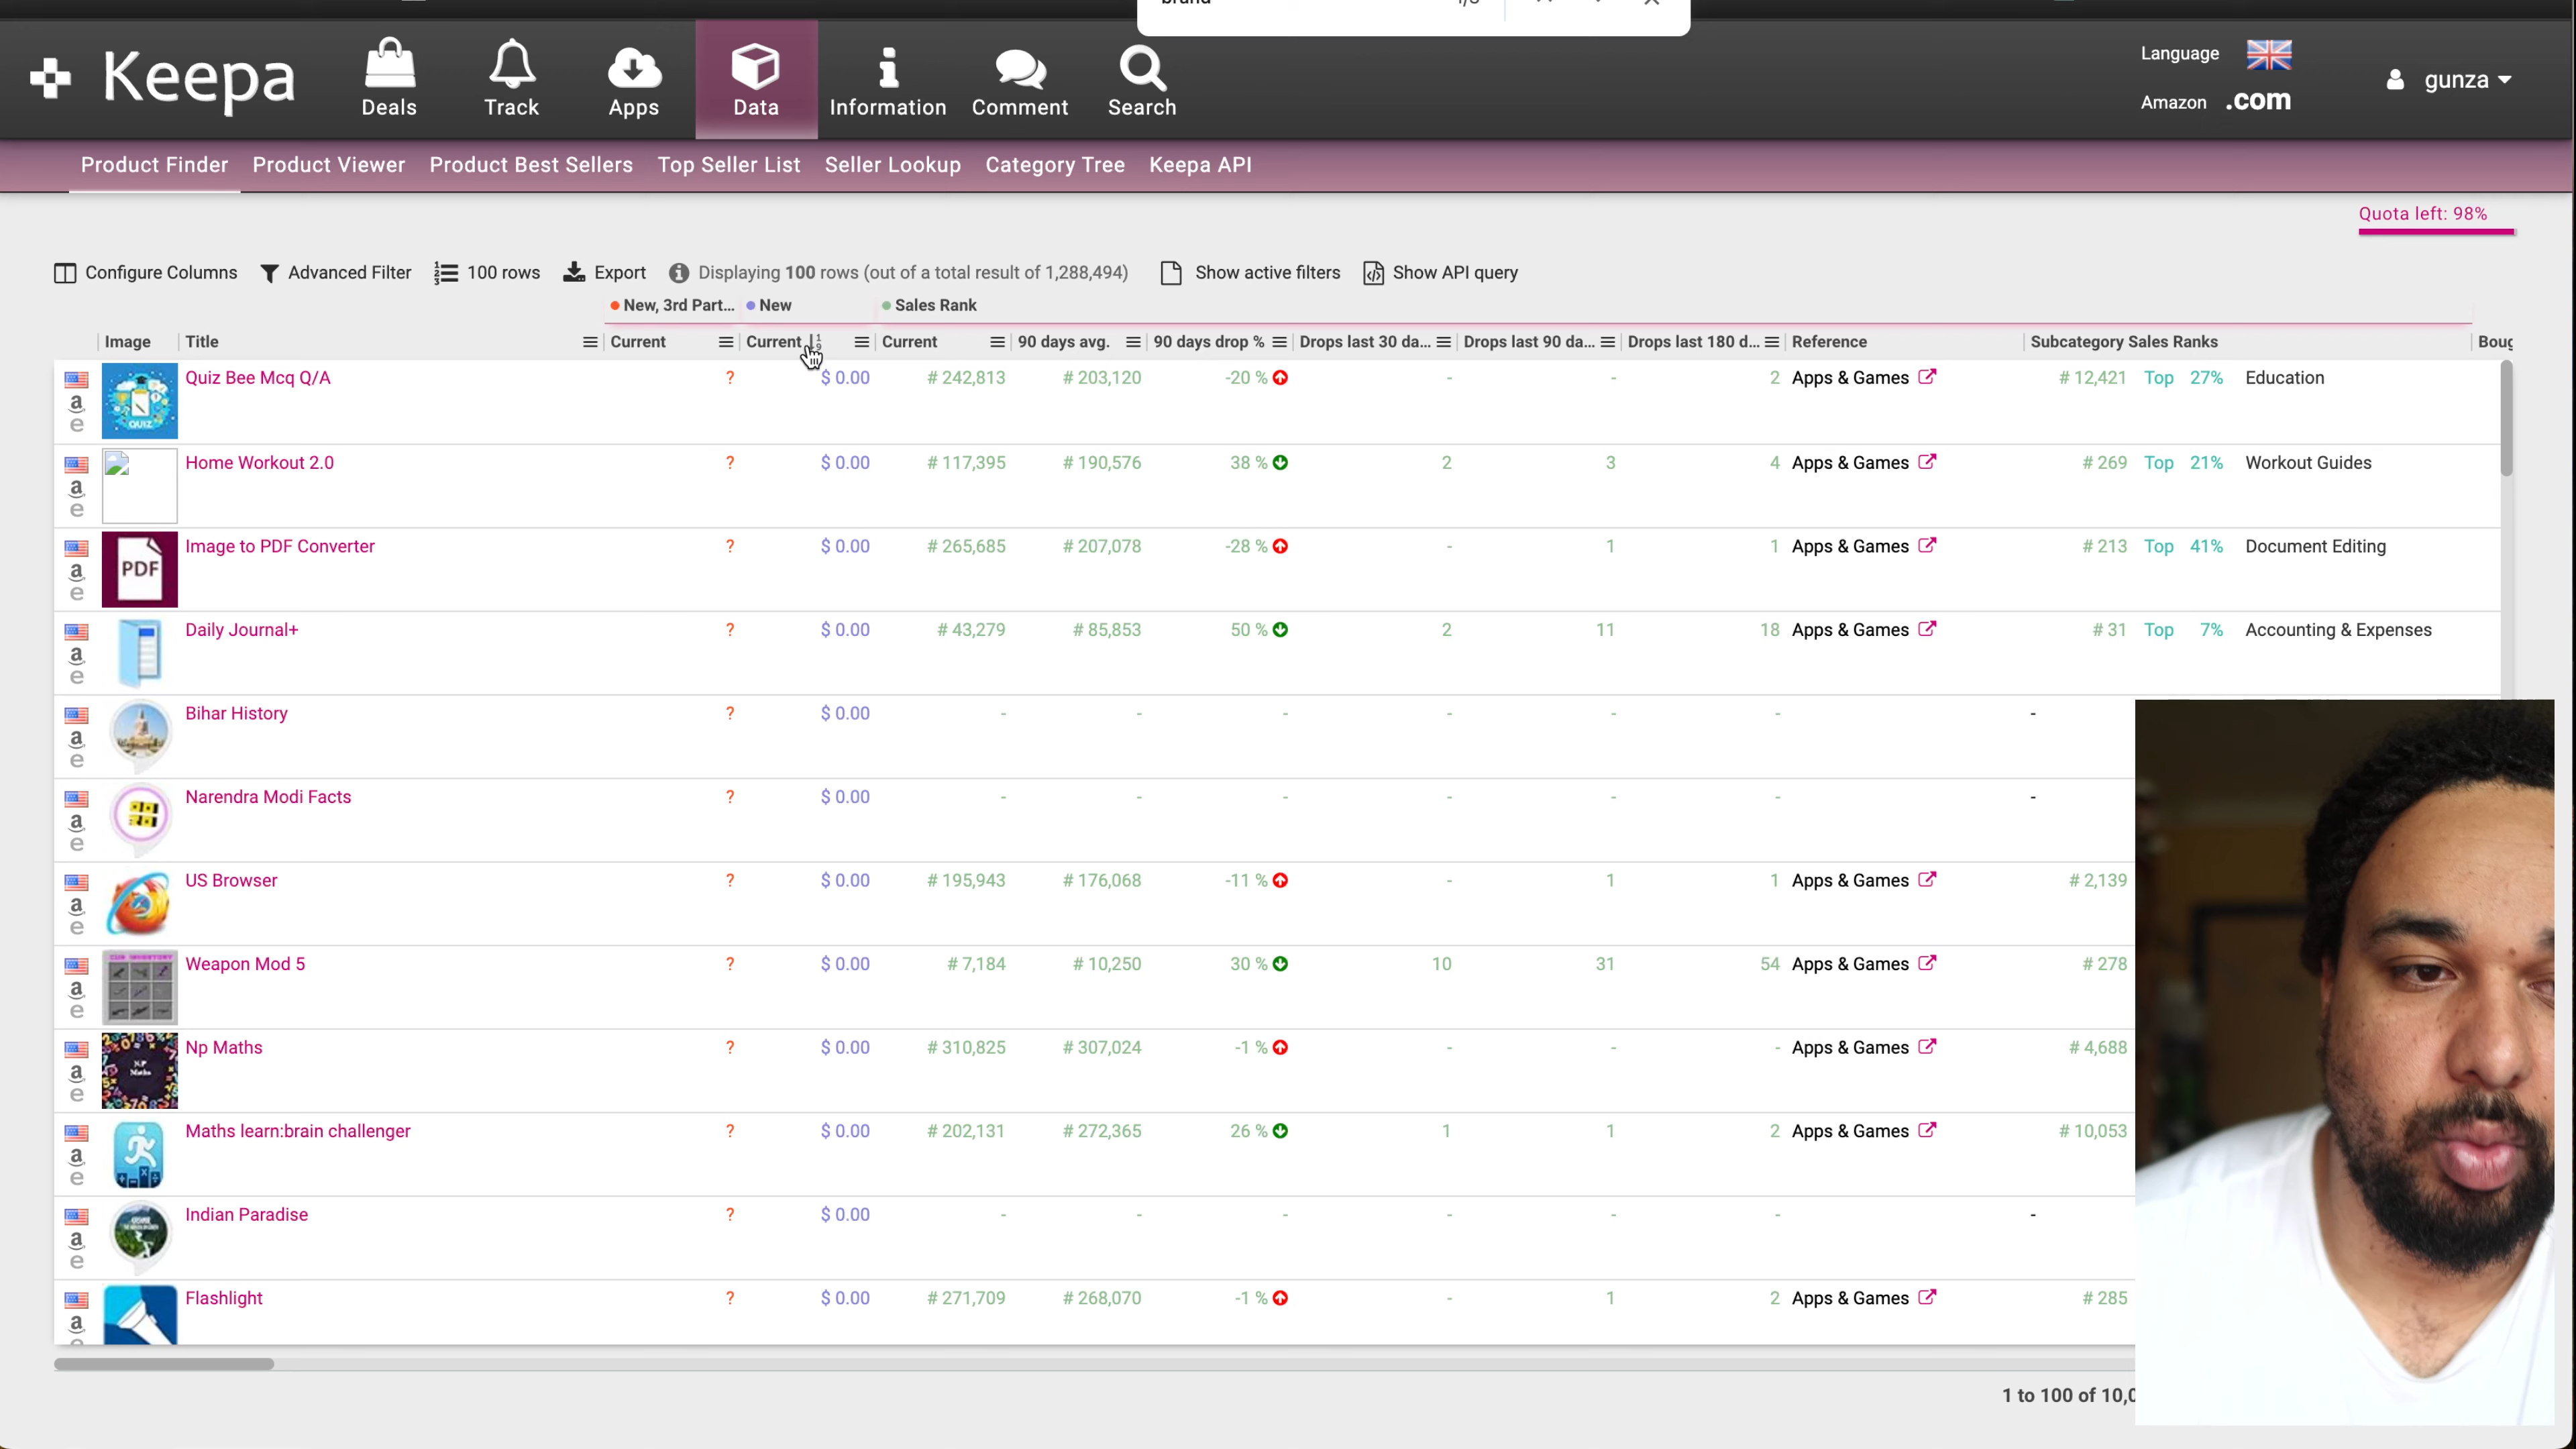 Keepa
Deals
Track
Apps
Data
Information
Comment
Search
Language
Amazon .com
gunza
Product Finder Product Viewer Product Best Sellers Top Seller List Seller Lookup Category Tree Keepa API
Quota left: 98%
Configure Columns Advanced Filter 100 rows Export Displaying 100 rows (out of a total result of 1,288,494) Show active filters Show API query
New, 3rd Part... New Sales Rank
Image Title Current Current Current 90 days avg. 90 days drop % Drops last 30 da... Drops last 90 da... Drops last 180 d... Reference Subcategory Sales Ranks
Quiz Bee Mcq Q/A ? $ 0.00 # 242,813 # 203,120 -20 % - - 2 Apps & Games # 12,421 Top 27% Education
QUIZ
Home Workout 2.0 ? $ 0.00 # 117,395 # 190,576 38 % 2 3 4 Apps & Games # 269 Top 21% Workout Guides
Image to PDF Converter ? $ 0.00 # 265,685 # 207,078 -28 % - 1 1 Apps & Games # 213 Top 41% Document Editing
PDF
Daily Journal+ ? $ 0.00 # 43,279 # 85,853 50 % 2 11 18 Apps & Games # 31 Top 7% Accounting & Expenses
Bihar History ? $ 0.00 - - - - - - -
Narendra Modi Facts ? $ 0.00 - - - - - - -
US Browser ? $ 0.00 # 195,943 # 176,068 -11 % - 1 1 Apps & Games # 2,139
Weapon Mod 5 ? $ 0.00 # 7,184 # 10,250 30 % 10 31 54 Apps & Games # 278
Np Maths ? $ 0.00 # 310,825 # 307,024 -1 % - - - Apps & Games # 4,688
Maths learn:brain challenger ? $ 0.00 # 202,131 # 272,365 26 % 1 1 2 Apps & Games # 10,053
Indian Paradise ? $ 0.00 - - - - - - -
Flashlight ? $ 0.00 # 271,709 # 268,070 -1 % - 1 2 Apps & Games # 285
1 to 100 of 10,0